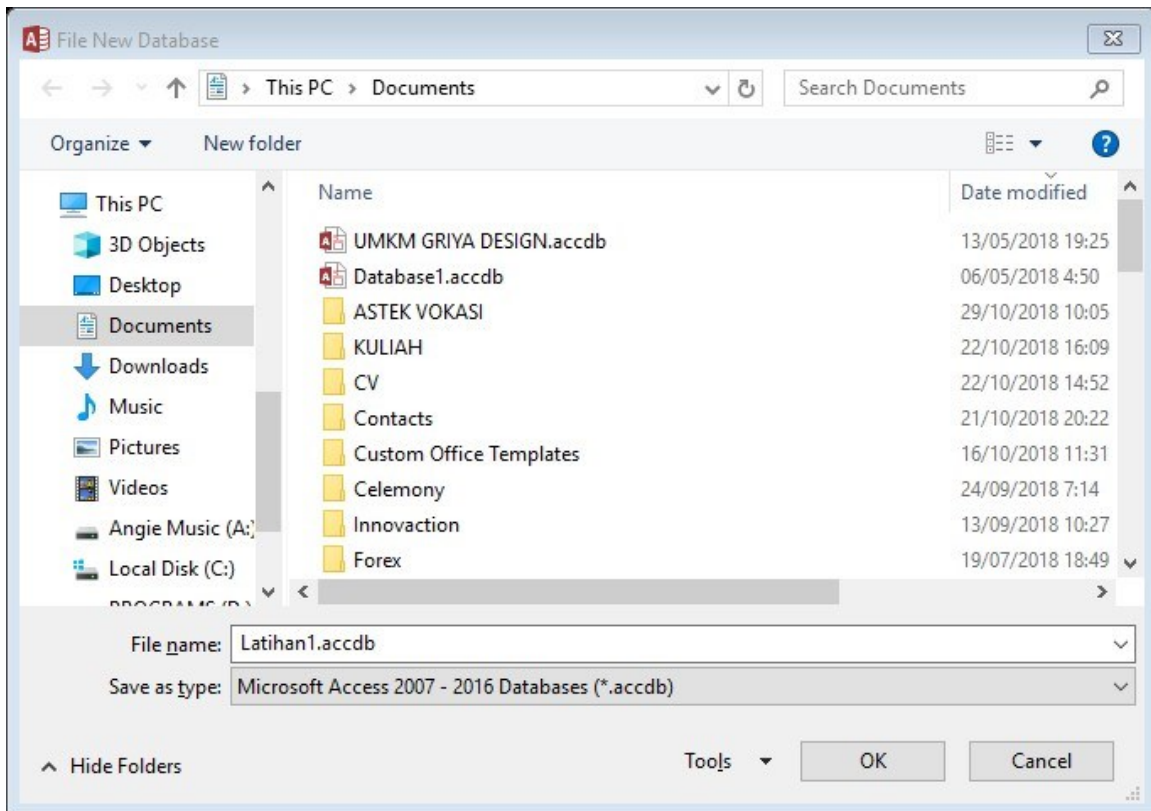 File New Database
This PC > Documents
Search Documents
Organize
New folder
Name
Date modified
This PC
3D Objects
Desktop
Documents
Downloads
Music
Pictures
Videos
Angie Music (A:)
Local Disk (C:)
UMKM GRIYA DESIGN.accdb 13/05/2018 19:25
Database1.accdb 06/05/2018 4:50
ASTEK VOKASI 29/10/2018 10:05
KULIAH 22/10/2018 16:09
CV 22/10/2018 14:52
Contacts 21/10/2018 20:22
Custom Office Templates 16/10/2018 11:31
Celemony 24/09/2018 7:14
Innovaction 13/09/2018 10:27
Forex 19/07/2018 18:49
File name: Latihan1.accdb
Save as type: Microsoft Access 2007 - 2016 Databases (*.accdb)
Hide Folders
Tools
OK
Cancel